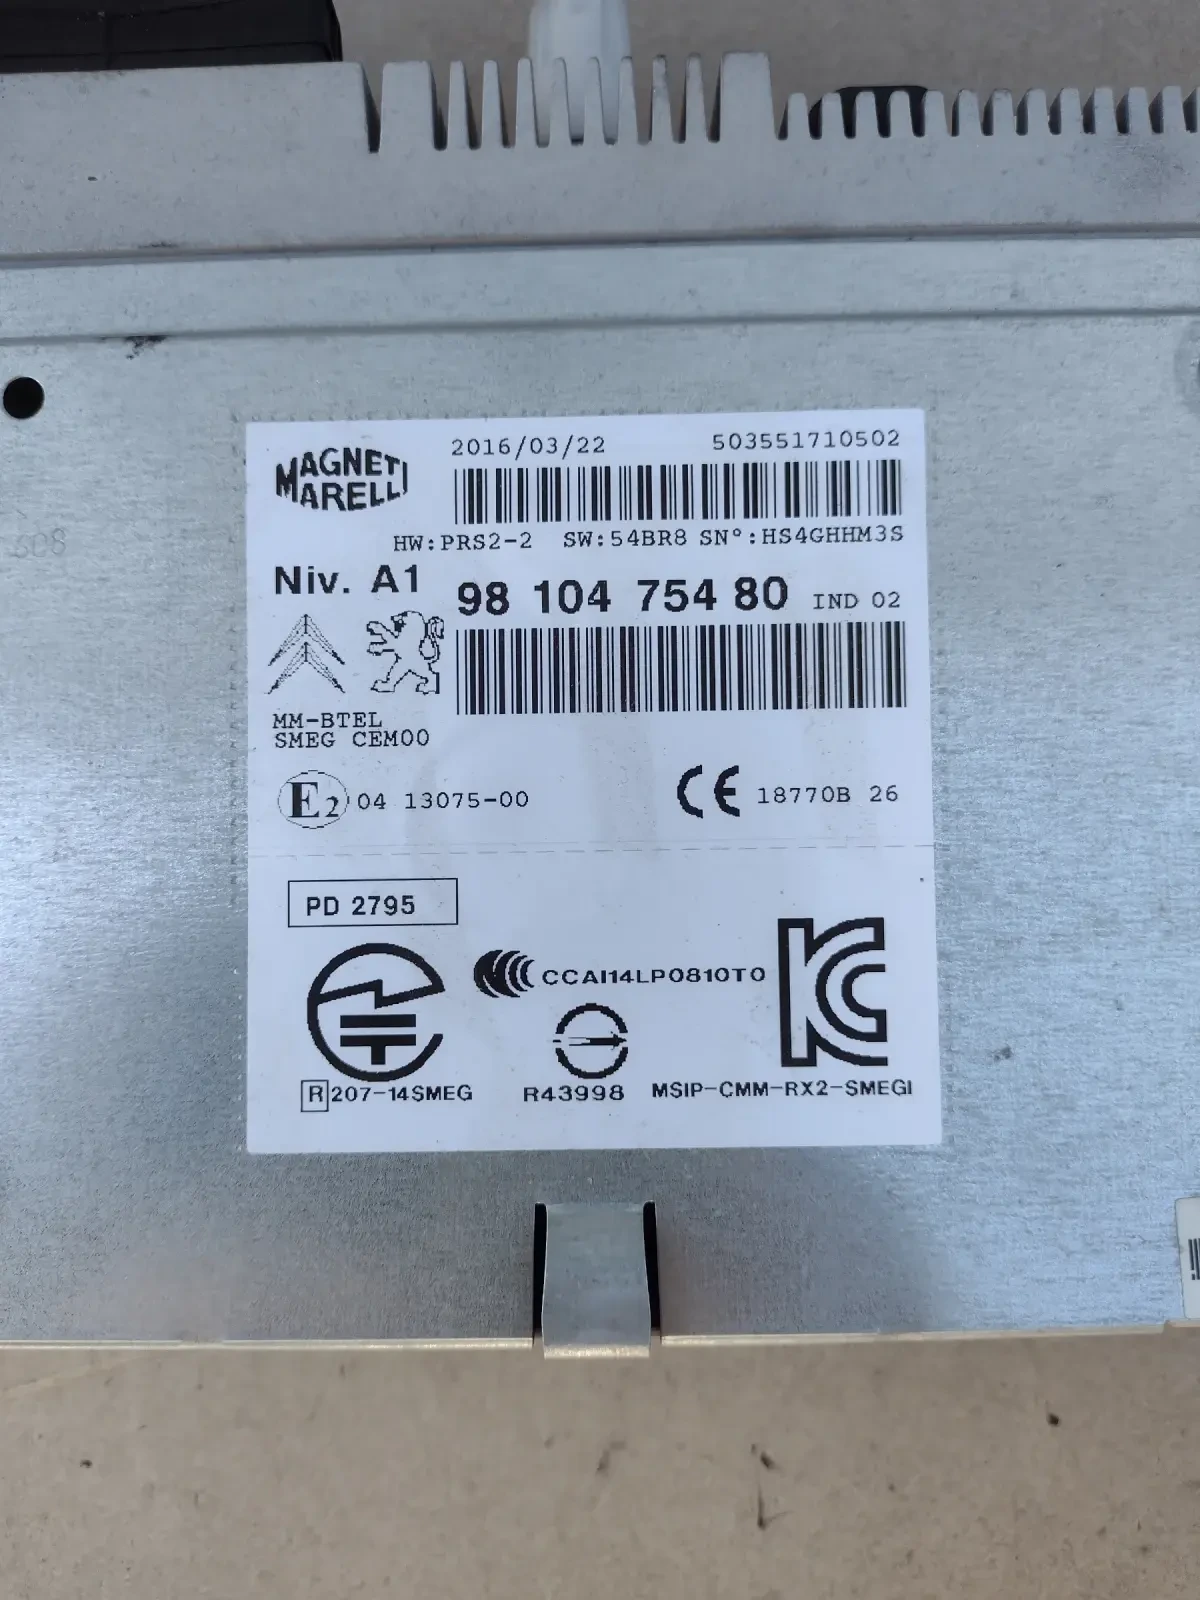 2016/03/22 503551710502
MAGNETI
MARELLI
HW:PRS2-2 SW:54BR8 SN°:HS4GHHM3S
Niv. A1 98 104 754 80 IND 02
MM-BTEL
SMEG CEM00
E2 04 13075-00 CE 18770B 26
PD 2795
CCAI14LP0810T0
R 207-14SMEG R43998 MSIP-CMM-RX2-SMEGI